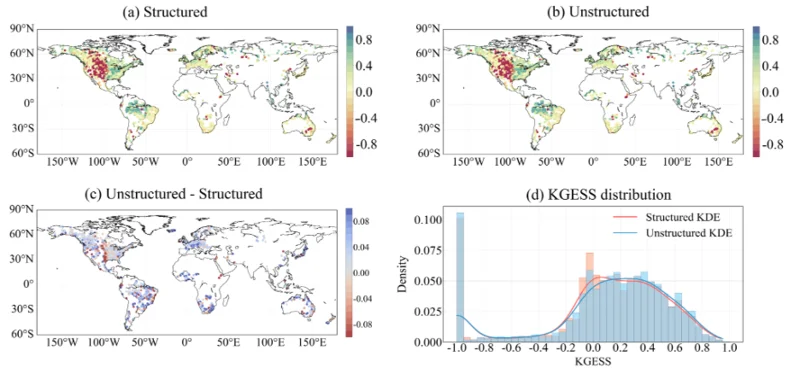 (a) Structured
90°N
60°N
30°N
0°
30°S
60°S
150°W 100°W 50°W 0° 50°E 100°E 150°E
0.8
0.4
0.0
-0.4
-0.8
(b) Unstructured
90°N
60°N
30°N
0°
30°S
60°S
150°W 100°W 50°W 0° 50°E 100°E 150°E
0.8
0.4
0.0
-0.4
-0.8
(c) Unstructured - Structured
90°N
60°N
30°N
0°
30°S
60°S
150°W 100°W 50°W 0° 50°E 100°E 150°E
0.08
0.04
0.00
-0.04
-0.08
(d) KGESS distribution
Structured KDE
Unstructured KDE
Density
0.100
0.075
0.050
0.025
0.000
-1.0 -0.8 -0.6 -0.4 -0.2 0.0 0.2 0.4 0.6 0.8 1.0
KGESS